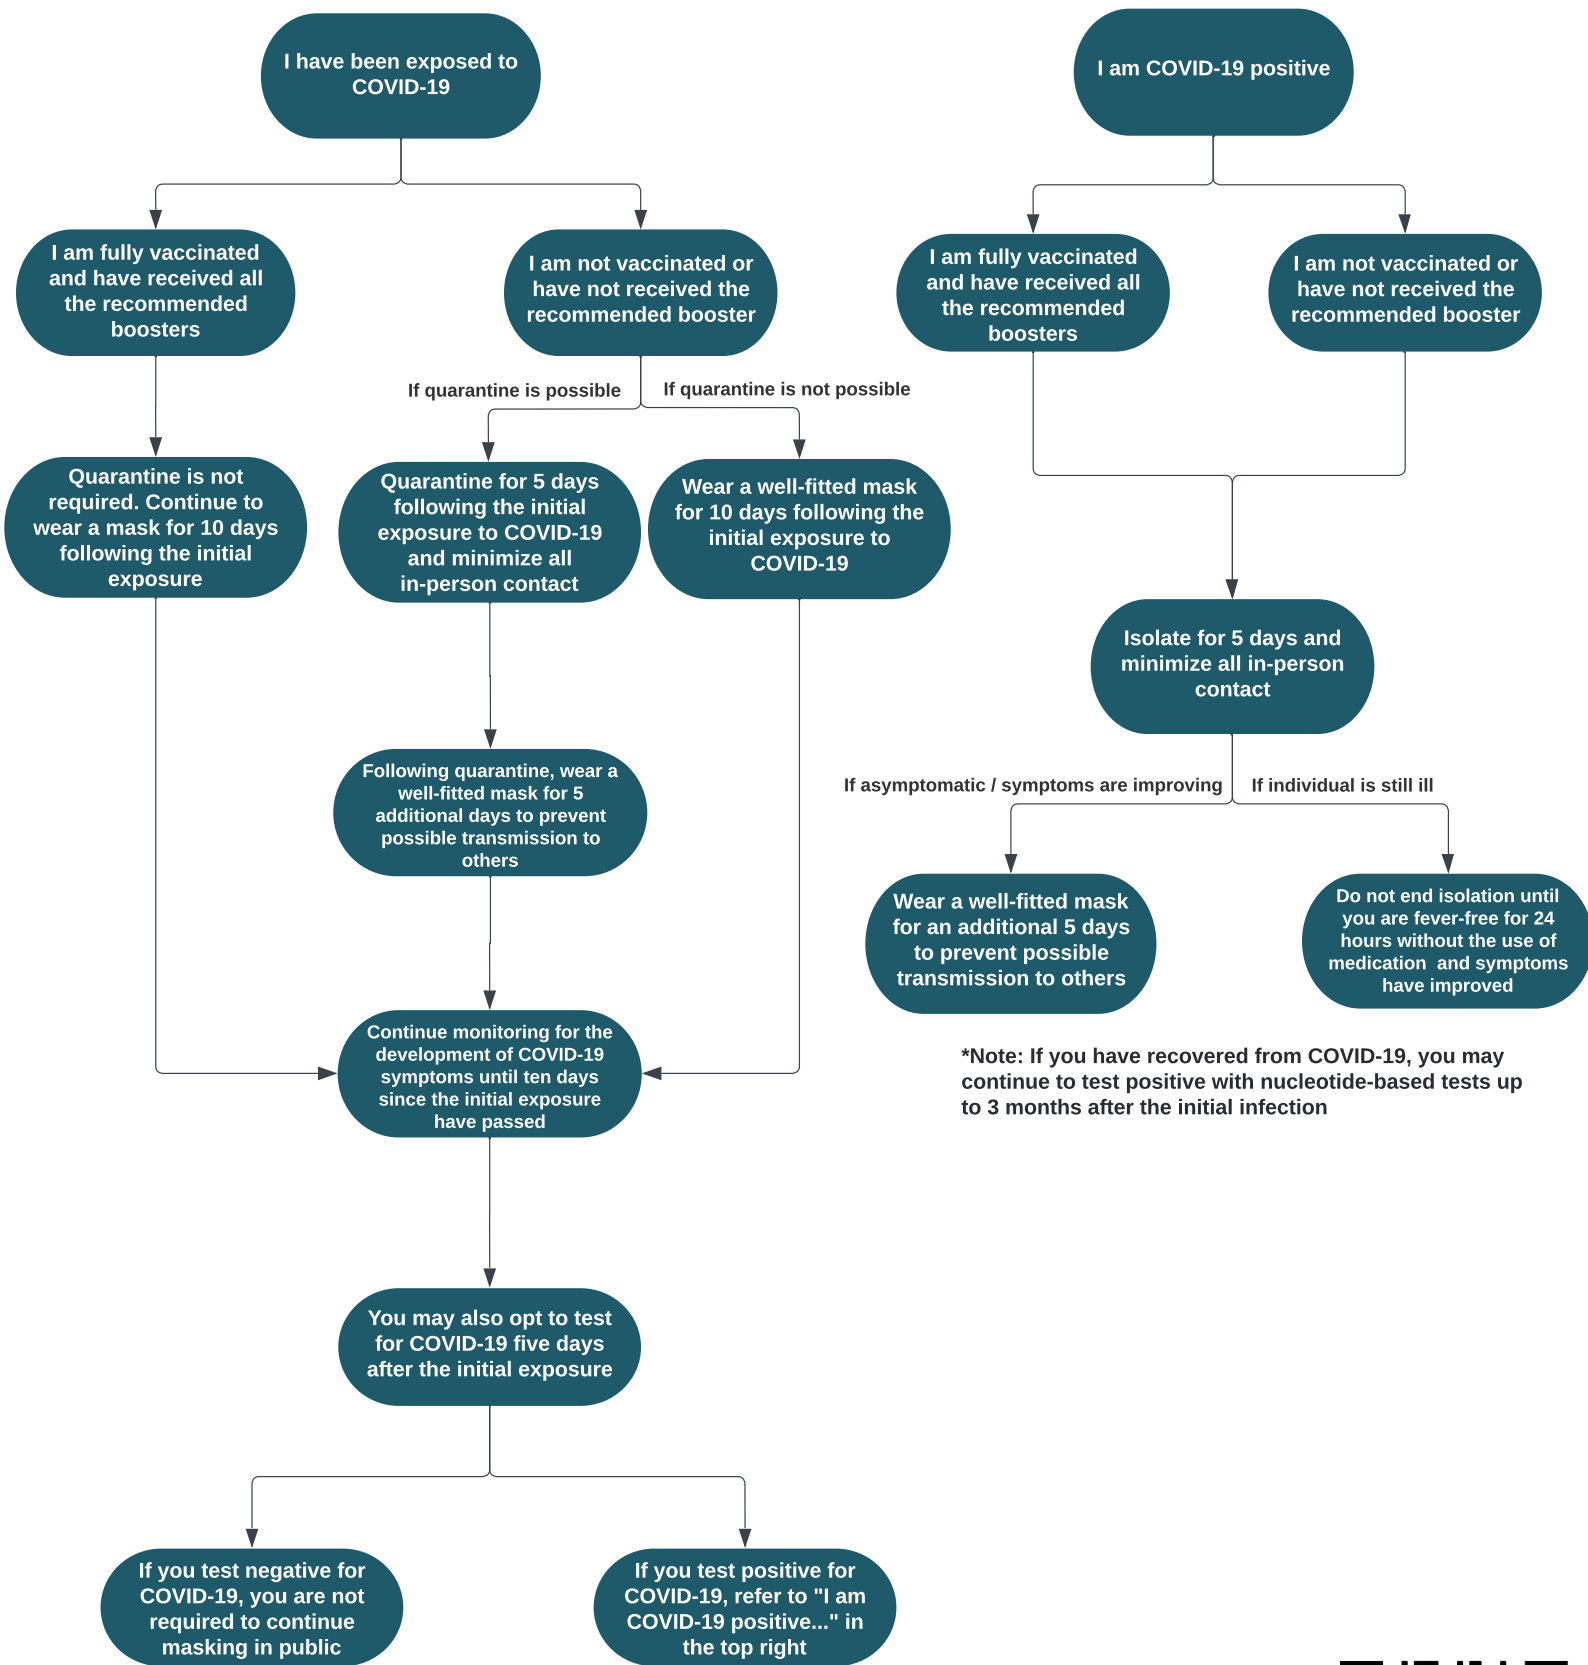 I have been exposed to
COVID-19
I am COVID-19 positive
I am fully vaccinated
and have received all
the recommended
boosters
I am not vaccinated or
have not received the
recommended booster
I am fully vaccinated
and have received all
the recommended
boosters
I am not vaccinated or
have not received the
recommended booster
If quarantine is possible
If quarantine is not possible
Quarantine is not
required. Continue to
wear a mask for 10 days
following the initial
exposure
Quarantine for 5 days
following the initial
exposure to COVID-19
and minimize all
in-person contact
Wear a well-fitted mask
for 10 days following the
initial exposure to
COVID-19
Isolate for 5 days and
minimize all in-person
contact
Following quarantine, wear a
well-fitted mask for 5
additional days to prevent
possible transmission to
others
If asymptomatic / symptoms are improving
If individual is still ill
Wear a well-fitted mask
for an additional 5 days
to prevent possible
transmission to others
Do not end isolation until
you are fever-free for 24
hours without the use of
medication  and symptoms
have improved
Continue monitoring for the
development of COVID-19
symptoms until ten days
since the initial exposure
have passed
*Note: If you have recovered from COVID-19, you may
continue to test positive with nucleotide-based tests up
to 3 months after the initial infection
You may also opt to test
for COVID-19 five days
after the initial exposure
If you test negative for
COVID-19, you are not
required to continue
masking in public
If you test positive for
COVID-19, refer to "I am
COVID-19 positive..." in
the top right